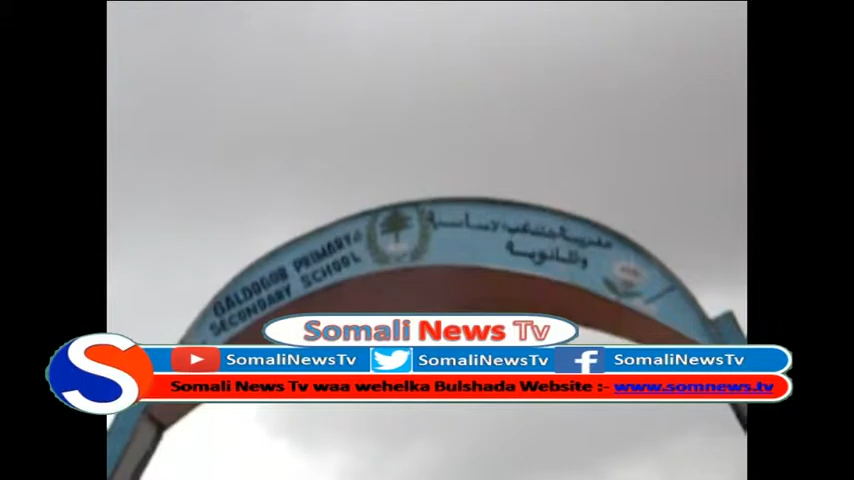 GALDOGOB PRIMARY &
SECONDARY SCHOOL
والثانوية
Somali News Tv
SomaliNewsTv
SomaliNewsTv
SomaliNewsTv
S
Somali News Tv waa wehelka Bulshada Website :- www.somnews.tv